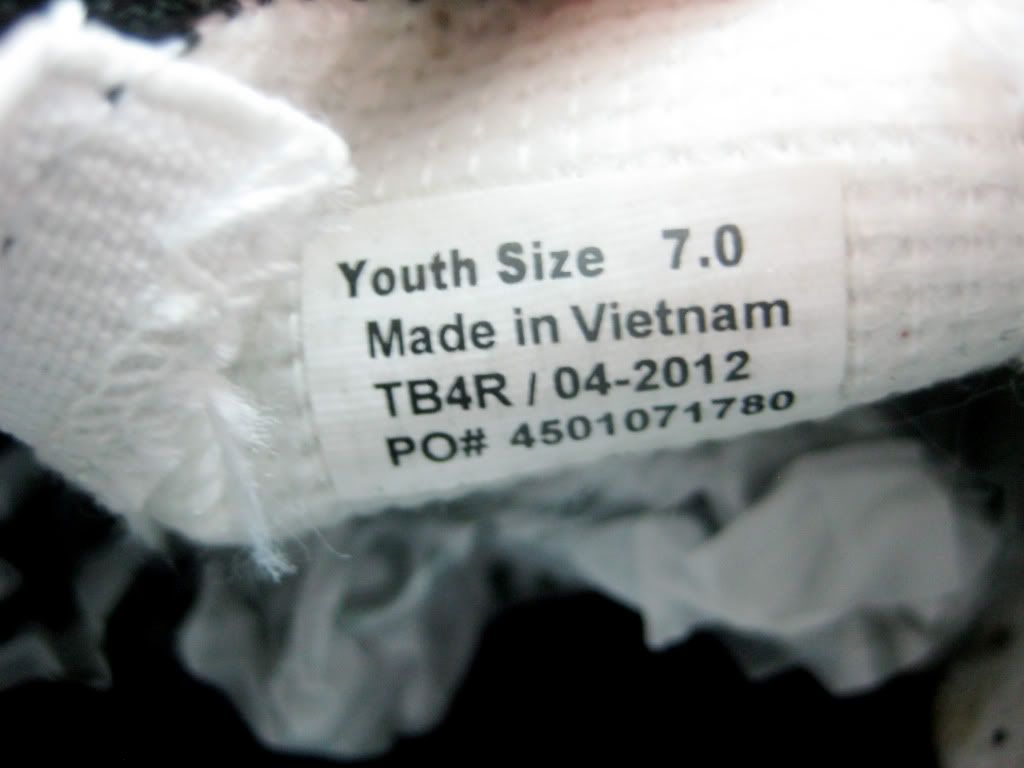 Youth Size 7.0
Made in Vietnam
TB4R / 04-2012
PO# 4501071780